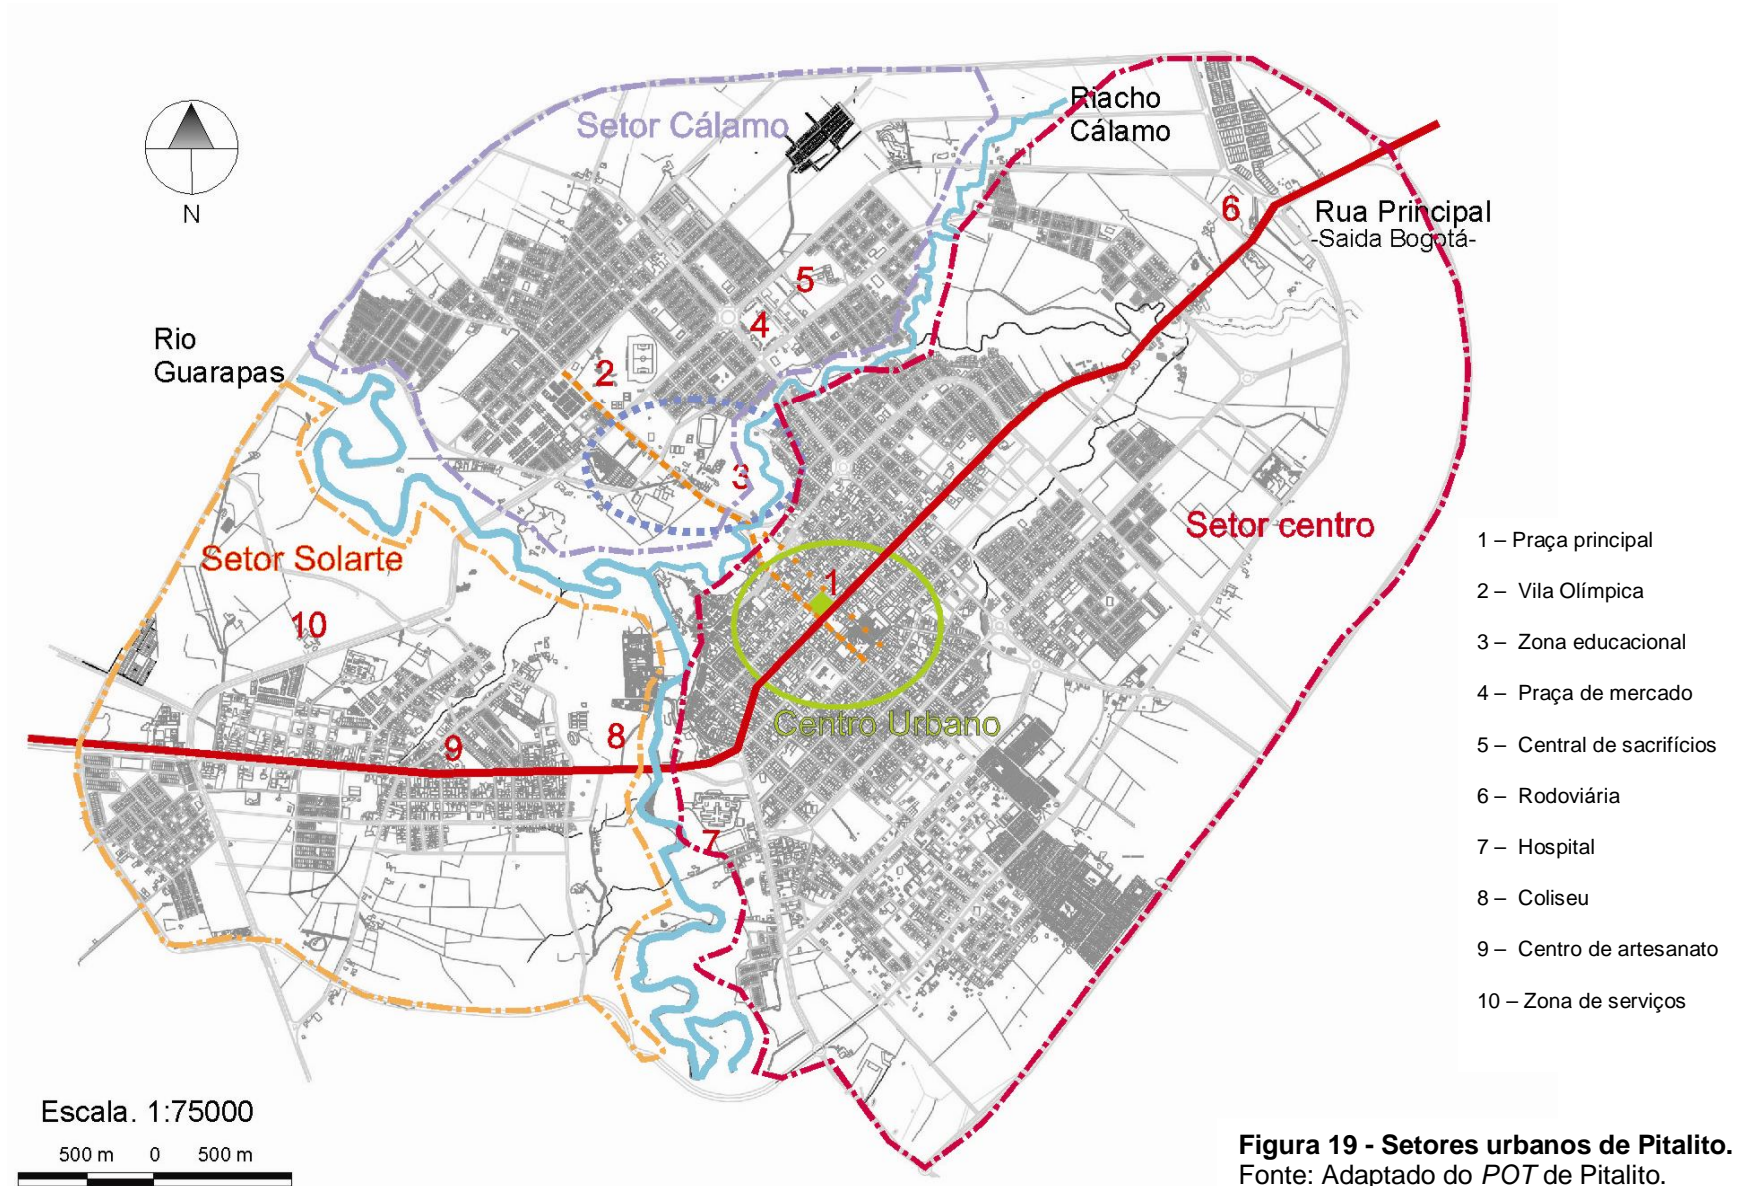 Riacho
Cálamo
Setor Cálamo
N
6
Rua Principal
-Saida Bogotá-
5
4
Rio
Guarapas
2
3
Setor centro
Setor Solarte
1
10
Centro Urbano
8
9
7
1 – Praça principal
2 – Vila Olímpica
3 – Zona educacional
4 – Praça de mercado
5 – Central de sacrifícios
6 – Rodoviária
7 – Hospital
8 – Coliseu
9 – Centro de artesanato
10 – Zona de serviços
Escala. 1:75000
500 m 0 500 m
Figura 19 - Setores urbanos de Pitalito.
Fonte: Adaptado do POT de Pitalito.